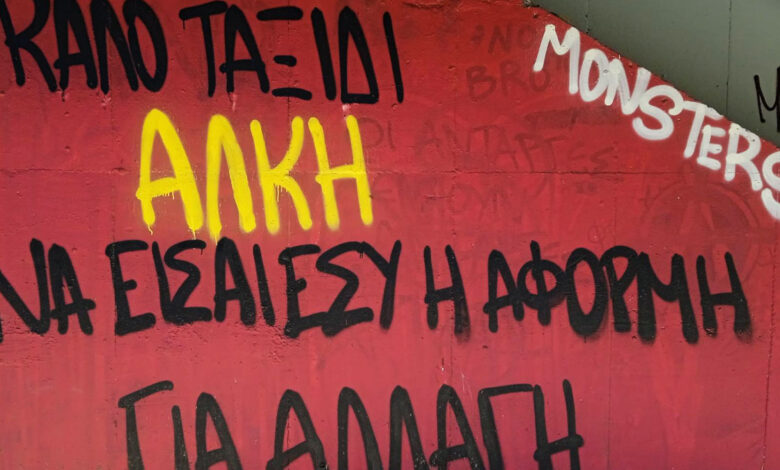 ΚΑΛΟ ΤΑΞΙΔΙ
ΑΛΚΗ
ΝΑ ΕΙΣΑΙ ΕΣΥ Η ΑΦΟΡΜΗ
ΓΙΑ ΑΛΛΑΓΗ
MONSTERS